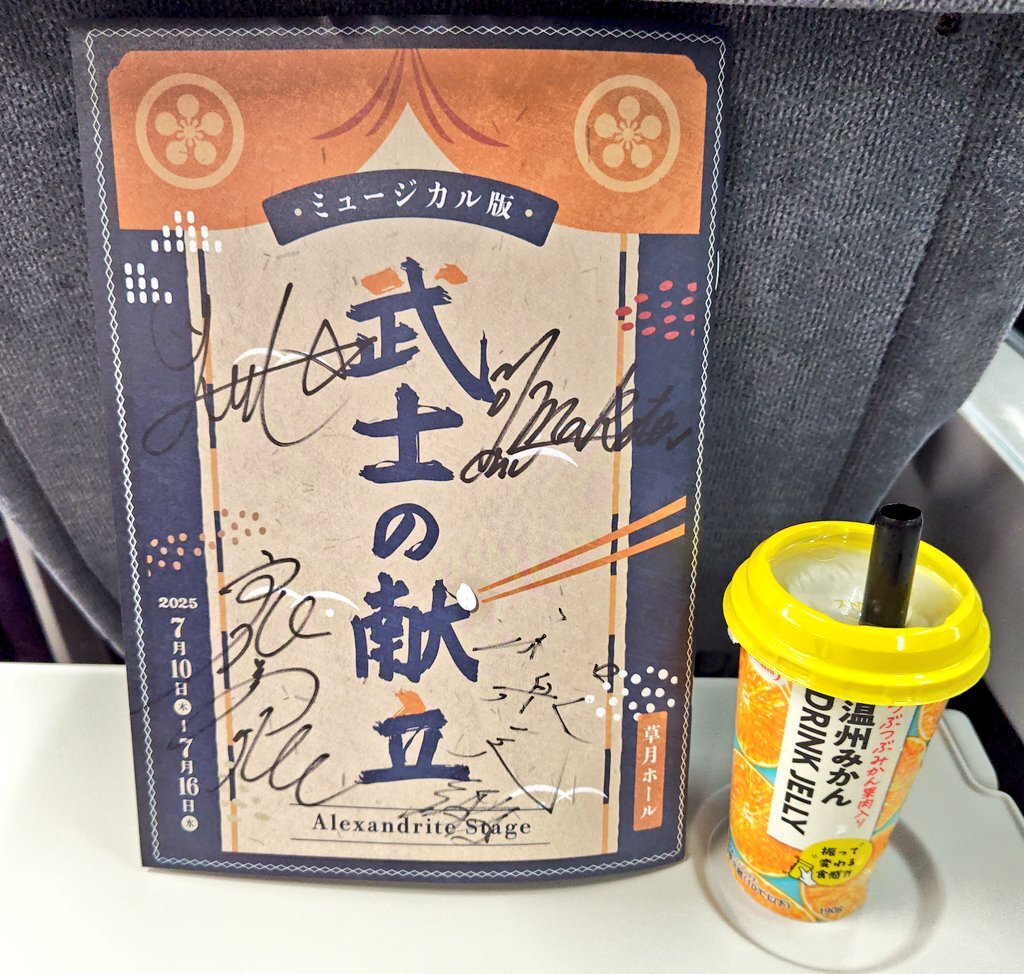 ミュージカル版
武士の献立
2025
7月10日木-7月16日水
草月ホール
Alexandrite Stage
温州みかん
DRINK JELLY
つぶつぶみかん果肉入り
振って
変わる
食感?!
190g